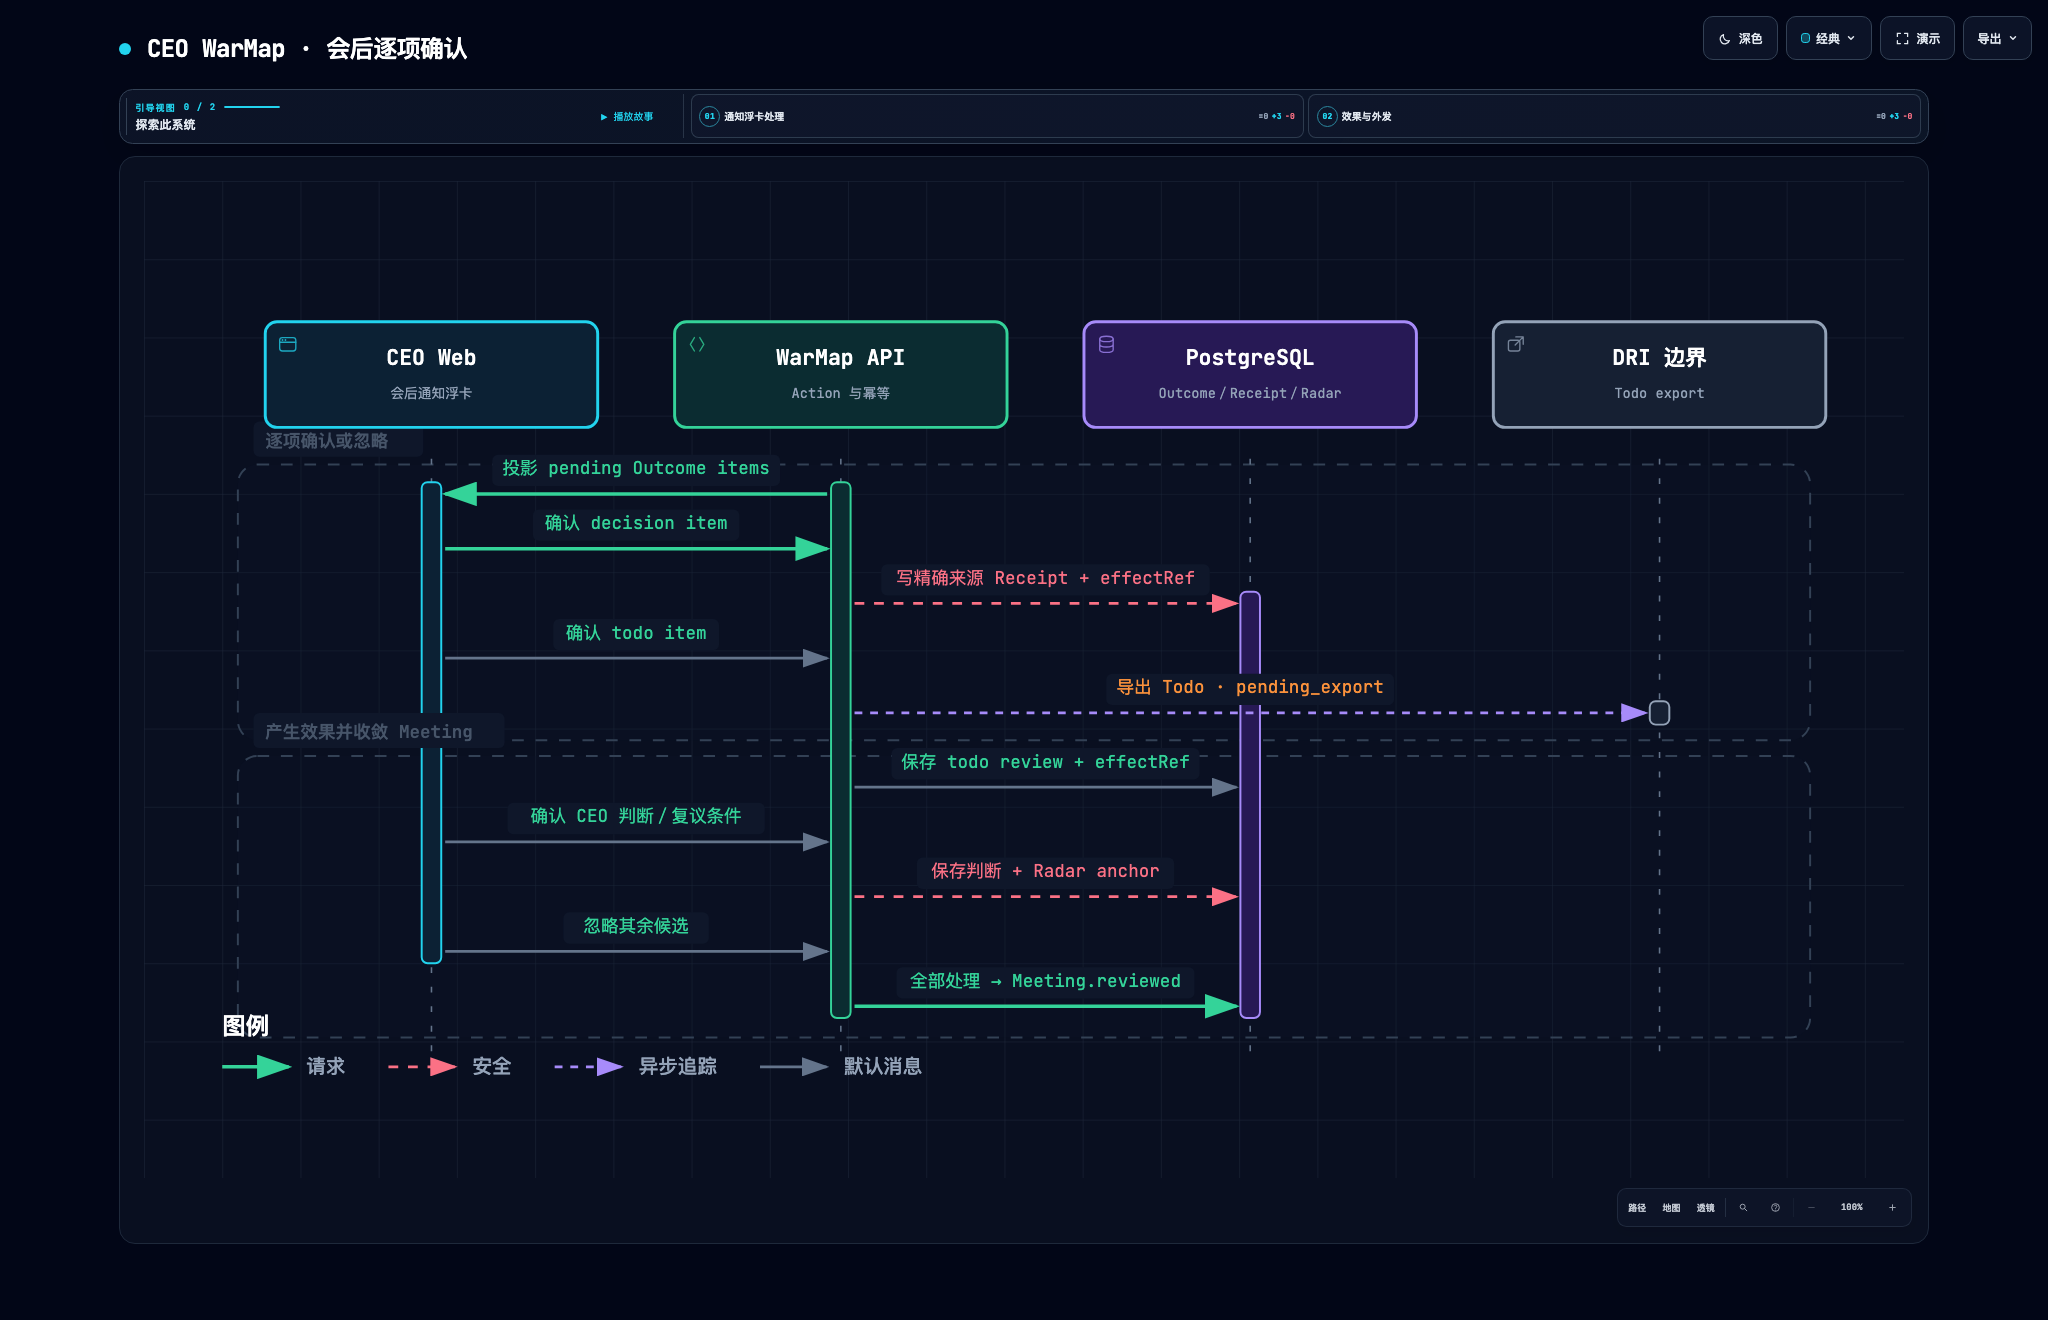 CEO WarMap · 会后逐项确认
深色
经典
演示
导出
引导视图 0 / 2
探索此系统
▶ 播放故事
01 通知浮卡处理
=0 +3 -0
02 效果与外发
=0 +3 -0
CEO Web
会后通知浮卡
WarMap API
Action 与幂等
PostgreSQL
Outcome/Receipt/Radar
DRI 边界
Todo export
逐项确认或忽略
投影 pending Outcome items
确认 decision item
写精确来源 Receipt + effectRef
确认 todo item
导出 Todo · pending_export
产生效果并收敛 Meeting
保存 todo review + effectRef
确认 CEO 判断/复议条件
保存判断 + Radar anchor
忽略其余候选
全部处理 → Meeting.reviewed
图例
请求
安全
异步追踪
默认消息
路径
地图
透镜
100%